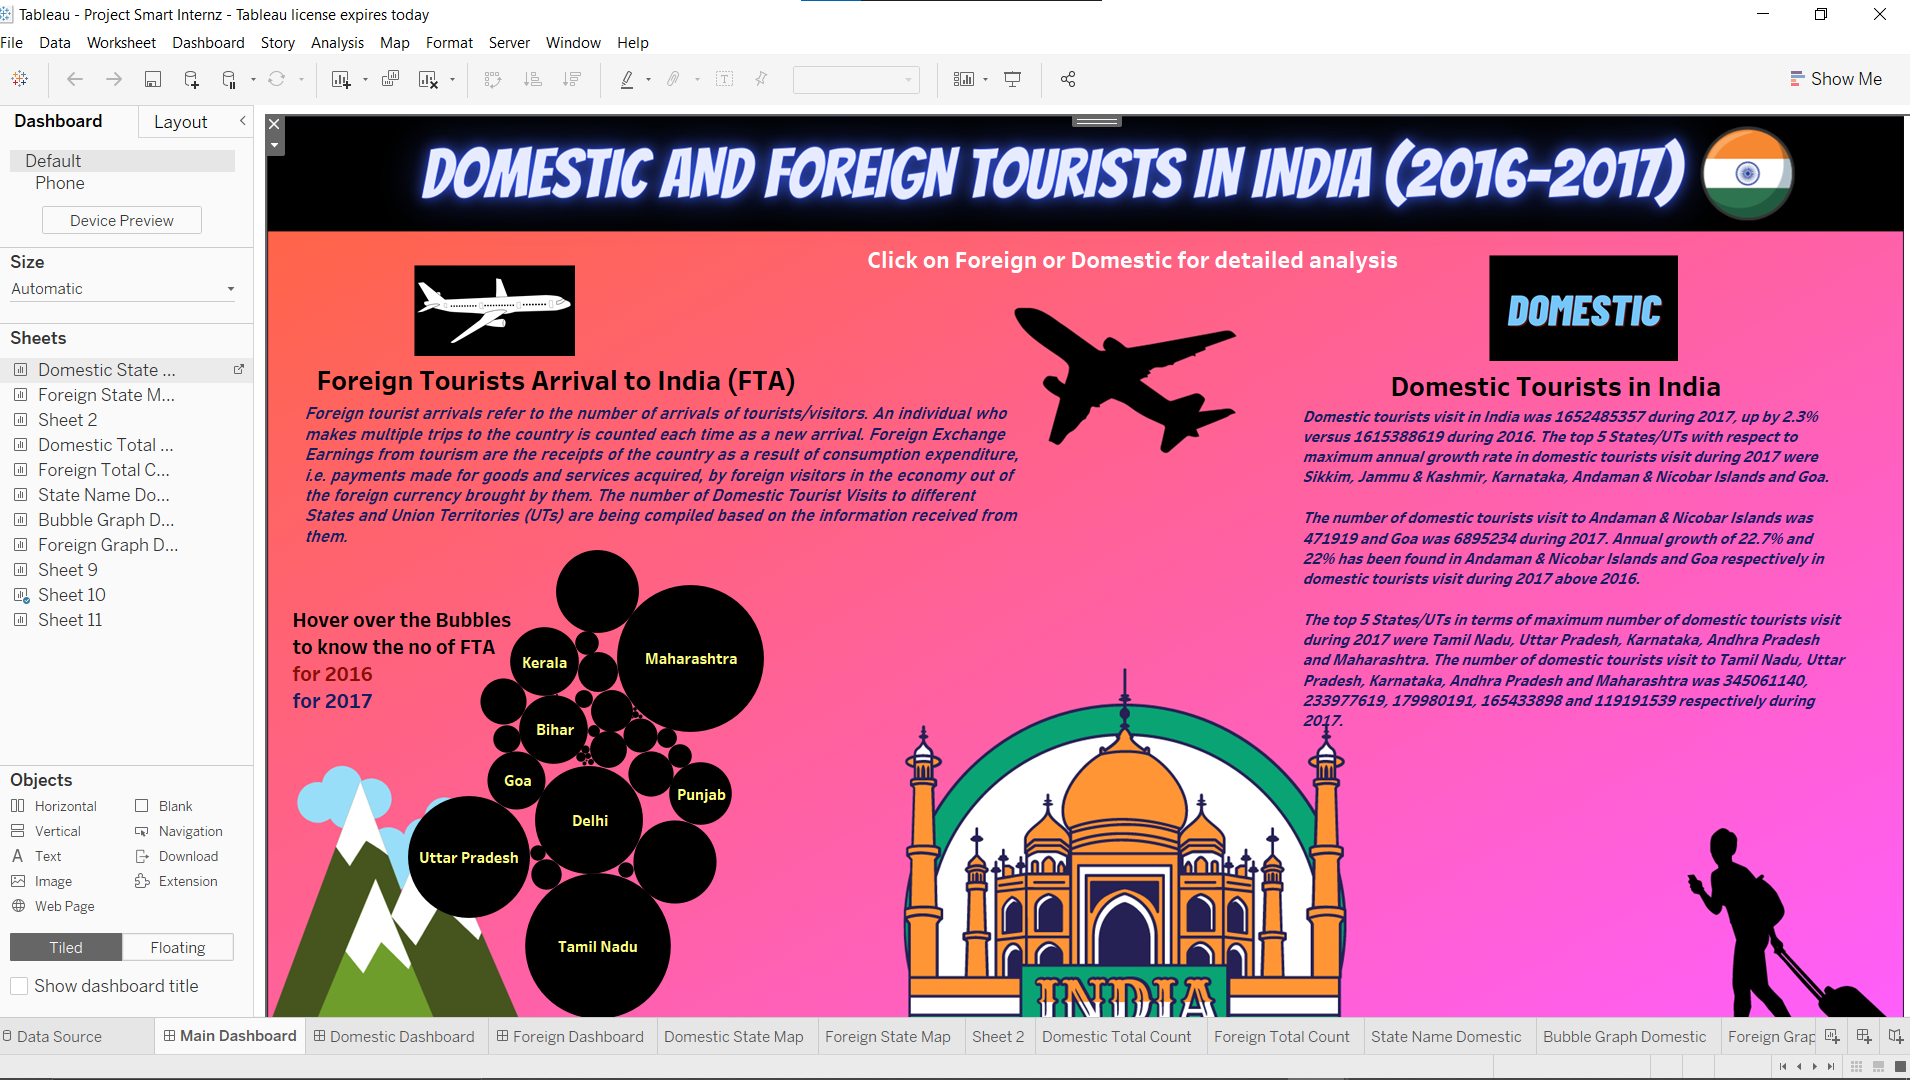 Tableau - Project Smart Internz - Tableau license expires today
File Data Worksheet Dashboard Story Analysis Map Format Server Window Help
Show Me
Dashboard
Layout
Default
Phone
Device Preview
Size
Automatic
Sheets
Domestic State ...
Foreign State M...
Sheet 2
Domestic Total ...
Foreign Total C...
State Name Do...
Bubble Graph D...
Foreign Graph D...
Sheet 9
Sheet 10
Sheet 11
Objects
Horizontal
Blank
Vertical
Navigation
Text
Download
Image
Extension
Web Page
Tiled
Floating
Show dashboard title
DOMESTIC AND FOREIGN TOURISTS IN INDIA (2016-2017)
Click on Foreign or Domestic for detailed analysis
Foreign Tourists Arrival to India (FTA)
Foreign tourist arrivals refer to the number of arrivals of tourists/visitors. An individual who
makes multiple trips to the country is counted each time as a new arrival. Foreign Exchange
Earnings from tourism are the receipts of the country as a result of consumption expenditure,
i.e. payments made for goods and services acquired, by foreign visitors in the economy out of
the foreign currency brought by them. The number of Domestic Tourist Visits to different
States and Union Territories (UTs) are being compiled based on the information received from
them.
Hover over the Bubbles
to know the no of FTA
for 2016
for 2017
Maharashtra
Kerala
Bihar
Goa
Punjab
Delhi
Uttar Pradesh
Tamil Nadu
INDIA
DOMESTIC
Domestic Tourists in India
Domestic tourists visit in India was 1652485357 during 2017, up by 2.3%
versus 1615388619 during 2016. The top 5 States/UTs with respect to
maximum annual growth rate in domestic tourists visit during 2017 were
Sikkim, Jammu & Kashmir, Karnataka, Andaman & Nicobar Islands and Goa.
The number of domestic tourists visit to Andaman & Nicobar Islands was
471919 and Goa was 6895234 during 2017. Annual growth of 22.7% and
22% has been found in Andaman & Nicobar Islands and Goa respectively in
domestic tourists visit during 2017 above 2016.
The top 5 States/UTs in terms of maximum number of domestic tourists visit
during 2017 were Tamil Nadu, Uttar Pradesh, Karnataka, Andhra Pradesh
and Maharashtra. The number of domestic tourists visit to Tamil Nadu, Uttar
Pradesh, Karnataka, Andhra Pradesh and Maharashtra was 345061140,
233977619, 179980191, 165433898 and 119191539 respectively during
2017.
Data Source
Main Dashboard
Domestic Dashboard
Foreign Dashboard
Domestic State Map
Foreign State Map
Sheet 2
Domestic Total Count
Foreign Total Count
State Name Domestic
Bubble Graph Domestic
Foreign Grap